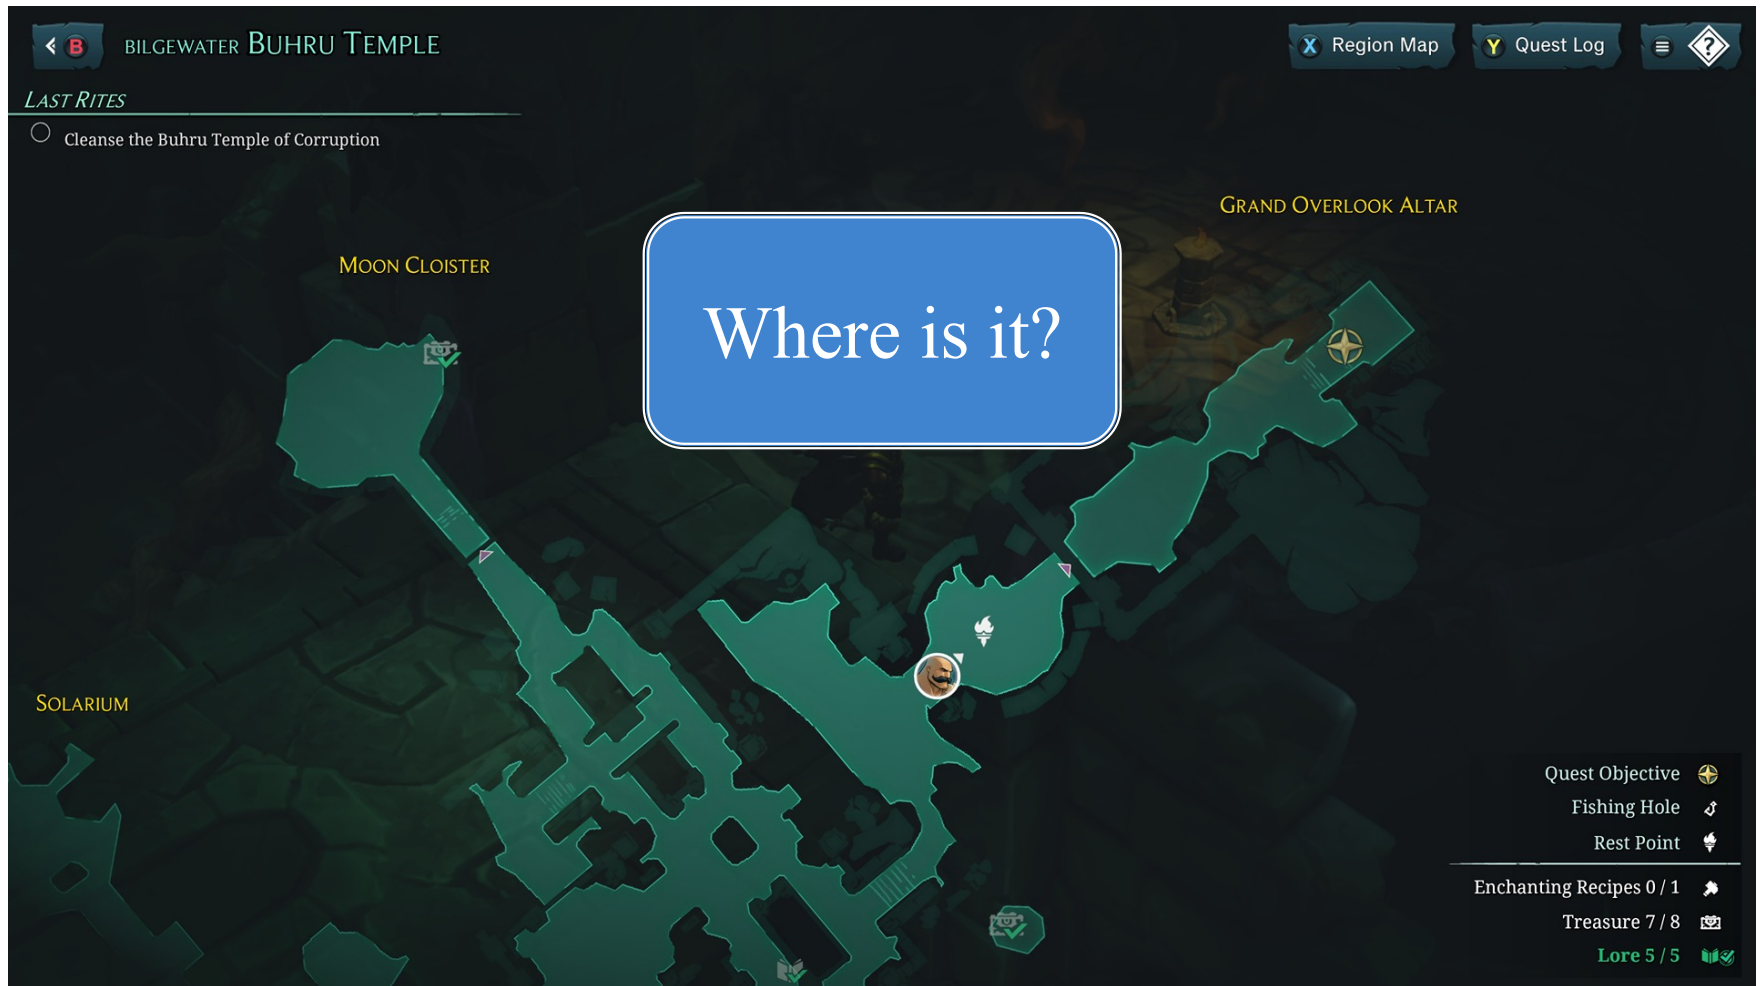 B BILGEWATER BUHRU TEMPLE
X Region Map Y Quest Log ?
LAST RITES
Cleanse the Buhru Temple of Corruption
GRAND OVERLOOK ALTAR
MOON CLOISTER
Where is it?
SOLARIUM
Quest Objective
Fishing Hole
Rest Point
Enchanting Recipes 0 / 1
Treasure 7 / 8
Lore 5 / 5